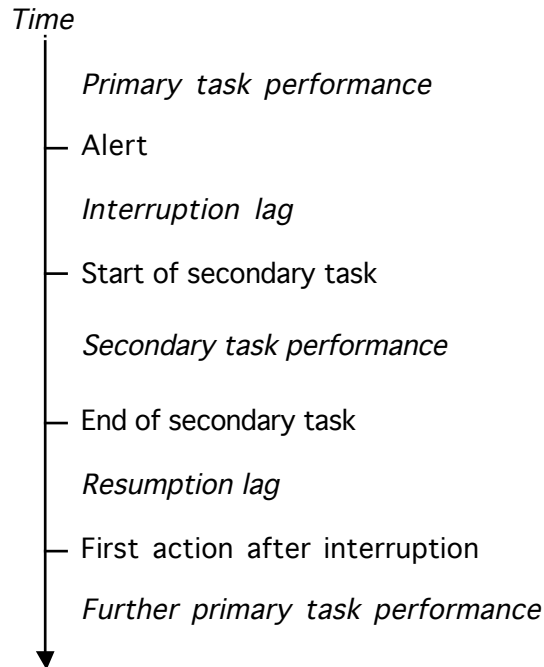 Time
Primary task performance
Alert
Interruption lag
Start of secondary task
Secondary task performance
End of secondary task
Resumption lag
First action after interruption
Further primary task performance